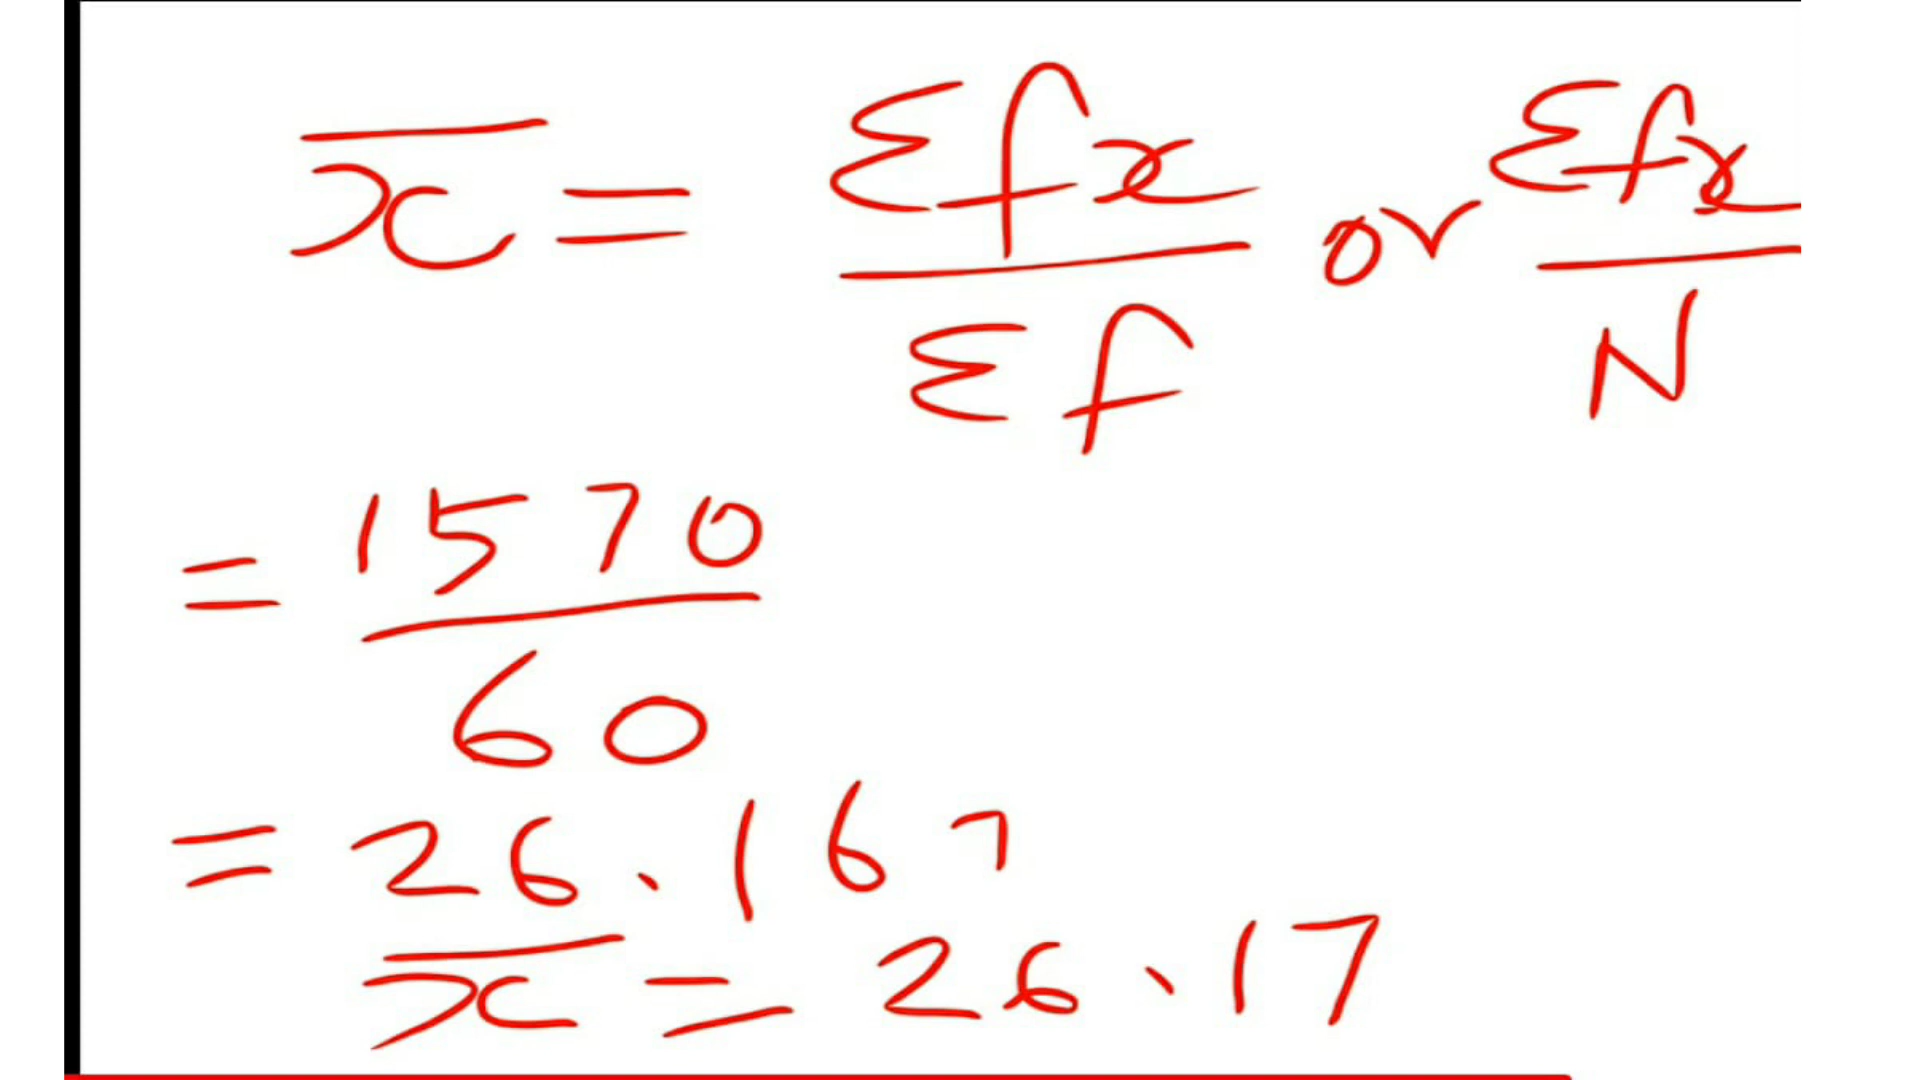 x̄ = Σfx / Σf or Σfx / N
= 1570 / 60
= 26.167
x̄ = 26.17